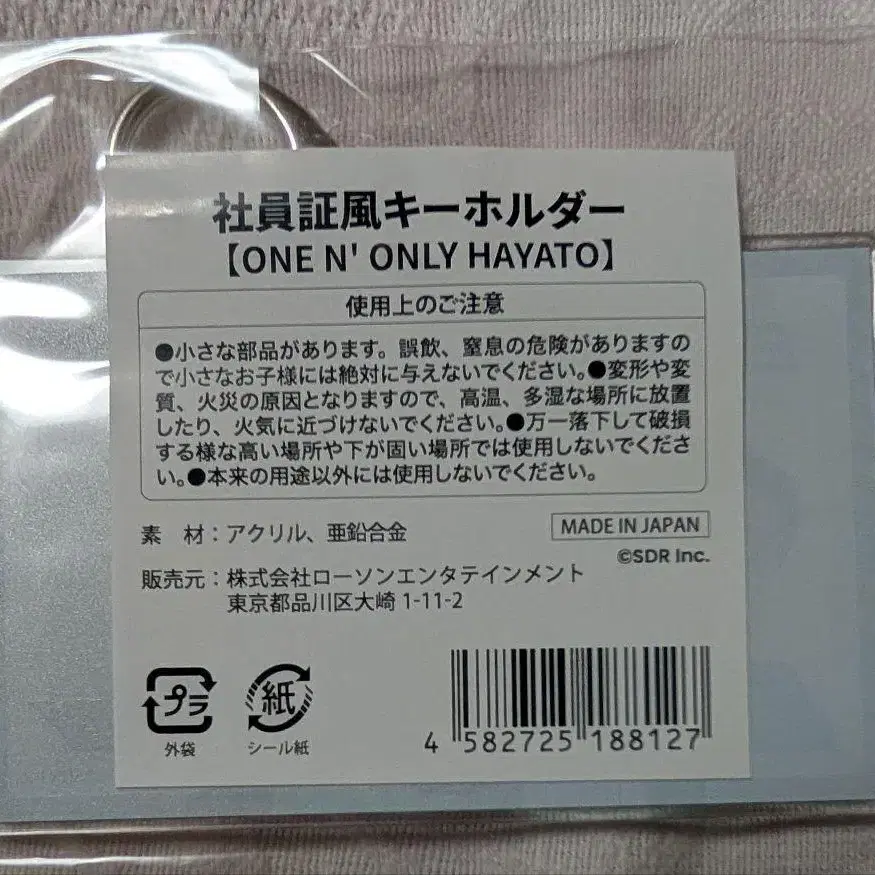 社員証風キーホルダー
【ONE N' ONLY HAYATO】
使用上のご注意
●小さな部品があります。誤飲、窒息の危険がありますの
で小さなお子様には絶対に与えないでください。●変形や変
質、火災の原因となりますので、高温、多湿な場所に放置
したり、火気に近づけないでください。●万一落下して破損
する様な高い場所や下が固い場所では使用しないでくださ
い。●本来の用途以外には使用しないでください。
素 材：アクリル、亜鉛合金
MADE IN JAPAN
©SDR Inc.
販売元：株式会社ローソンエンタテインメント
東京都品川区大崎 1-11-2
プラ
外袋
紙
シール紙
4 582725 188127